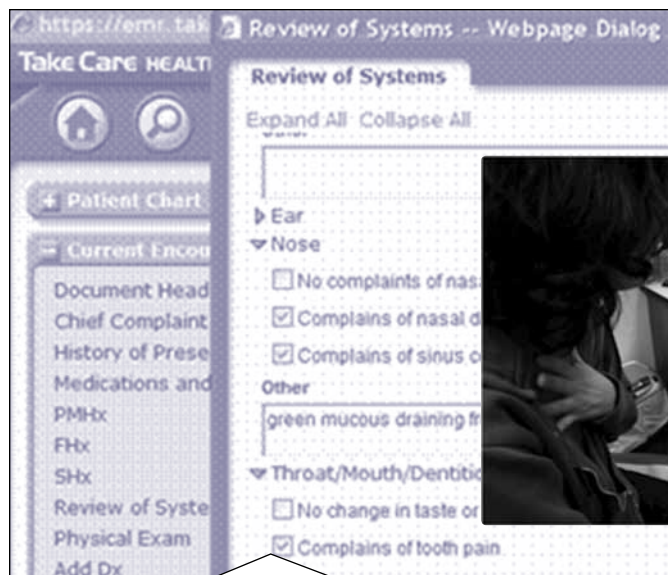 https://emr.tak
Review of Systems -- Webpage Dialog
Take Care HEALT
Review of Systems
Expand All Collapse All
Patient Chart
Ear
Nose
Current Encou
No complaints of nas
Document Head
Complains of nasal d
Chief Complaint
Complains of sinus c
History of Prese
Medications and
Other
PMHx
green mucous draining fr
FHx
SHx
Throat/Mouth/Dentitio
Review of Syste
No change in taste or
Physical Exam
Complains of tooth pain
Add Dx